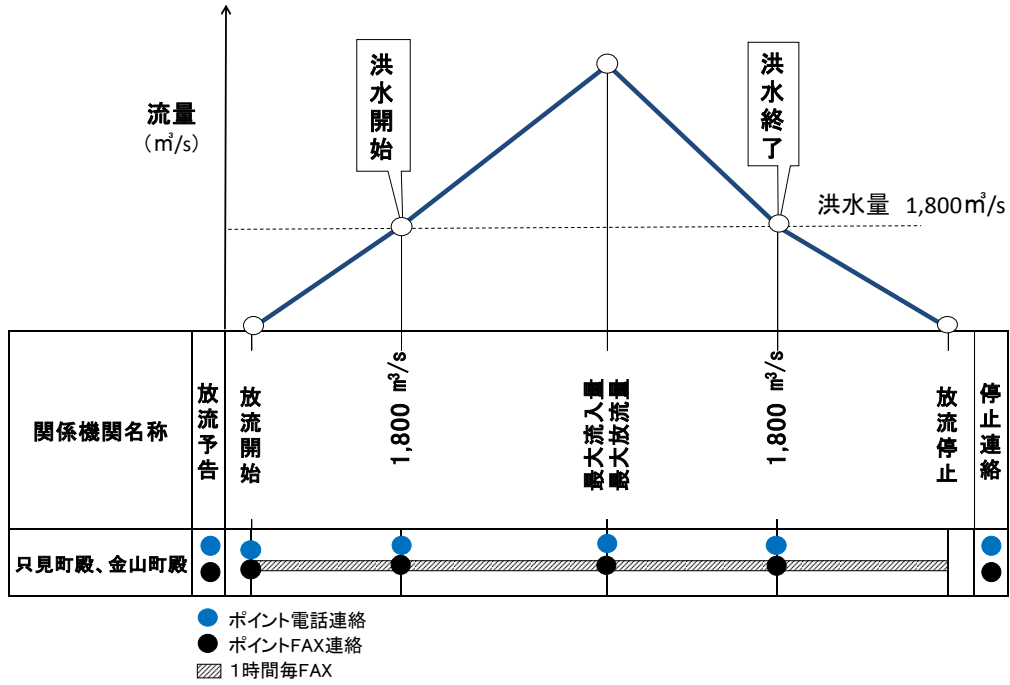 流量
（㎥/s）
洪水開始
洪水終了
洪水量 1,800㎥/s
関係機関名称
放流予告
放流開始
1,800 m³/s
最大流入量
最大放流量
1,800 m³/s
放流停止
停止連絡
只見町殿、金山町殿
ポイント電話連絡
ポイントFAX連絡
1時間毎FAX